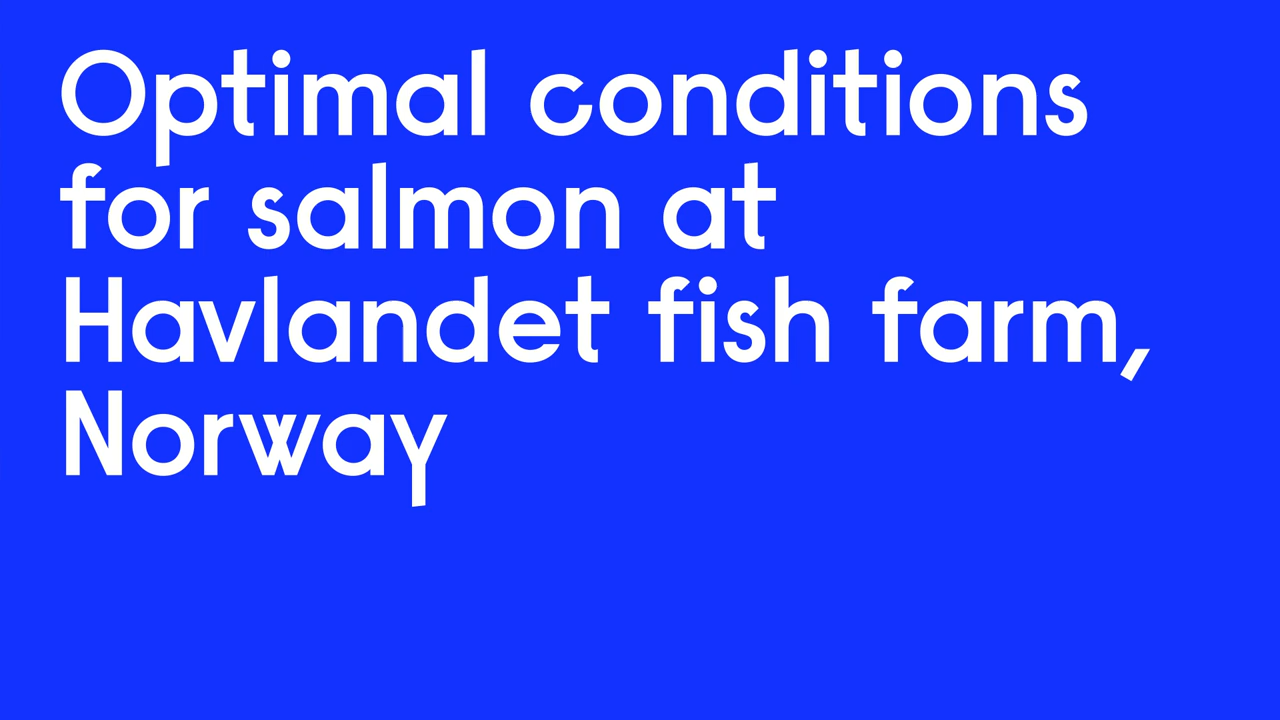 Optimal conditions
for salmon at
Havlandet fish farm,
Norway